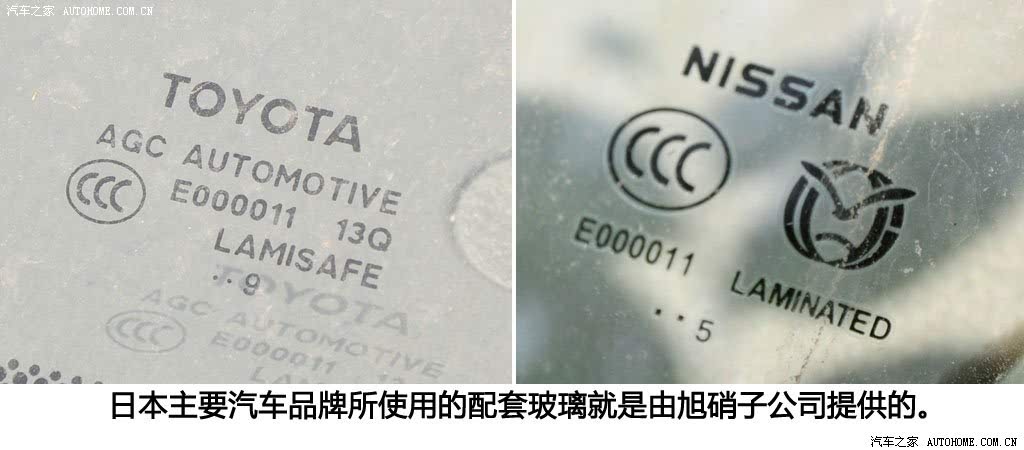 汽车之家 AUTOHOME.COM.CN
TOYOTA
AGC AUTOMOTIVE
CCC E000011 13Q
LAMISAFE
..9
TOYOTA
AGC AUTOMOTIVE
CCC E000011
NISSAN
CCC
E000011
LAMINATED
..5
日本主要汽车品牌所使用的配套玻璃就是由旭硝子公司提供的。
汽车之家 AUTOHOME.COM.CN